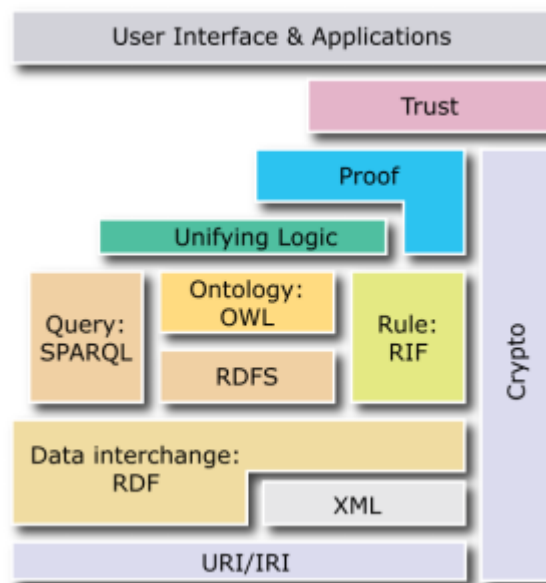 User Interface & Applications
Trust
Proof
Unifying Logic
Query:
SPARQL
Ontology:
OWL
RDFS
Rule:
RIF
Crypto
Data interchange:
RDF
XML
URI/IRI